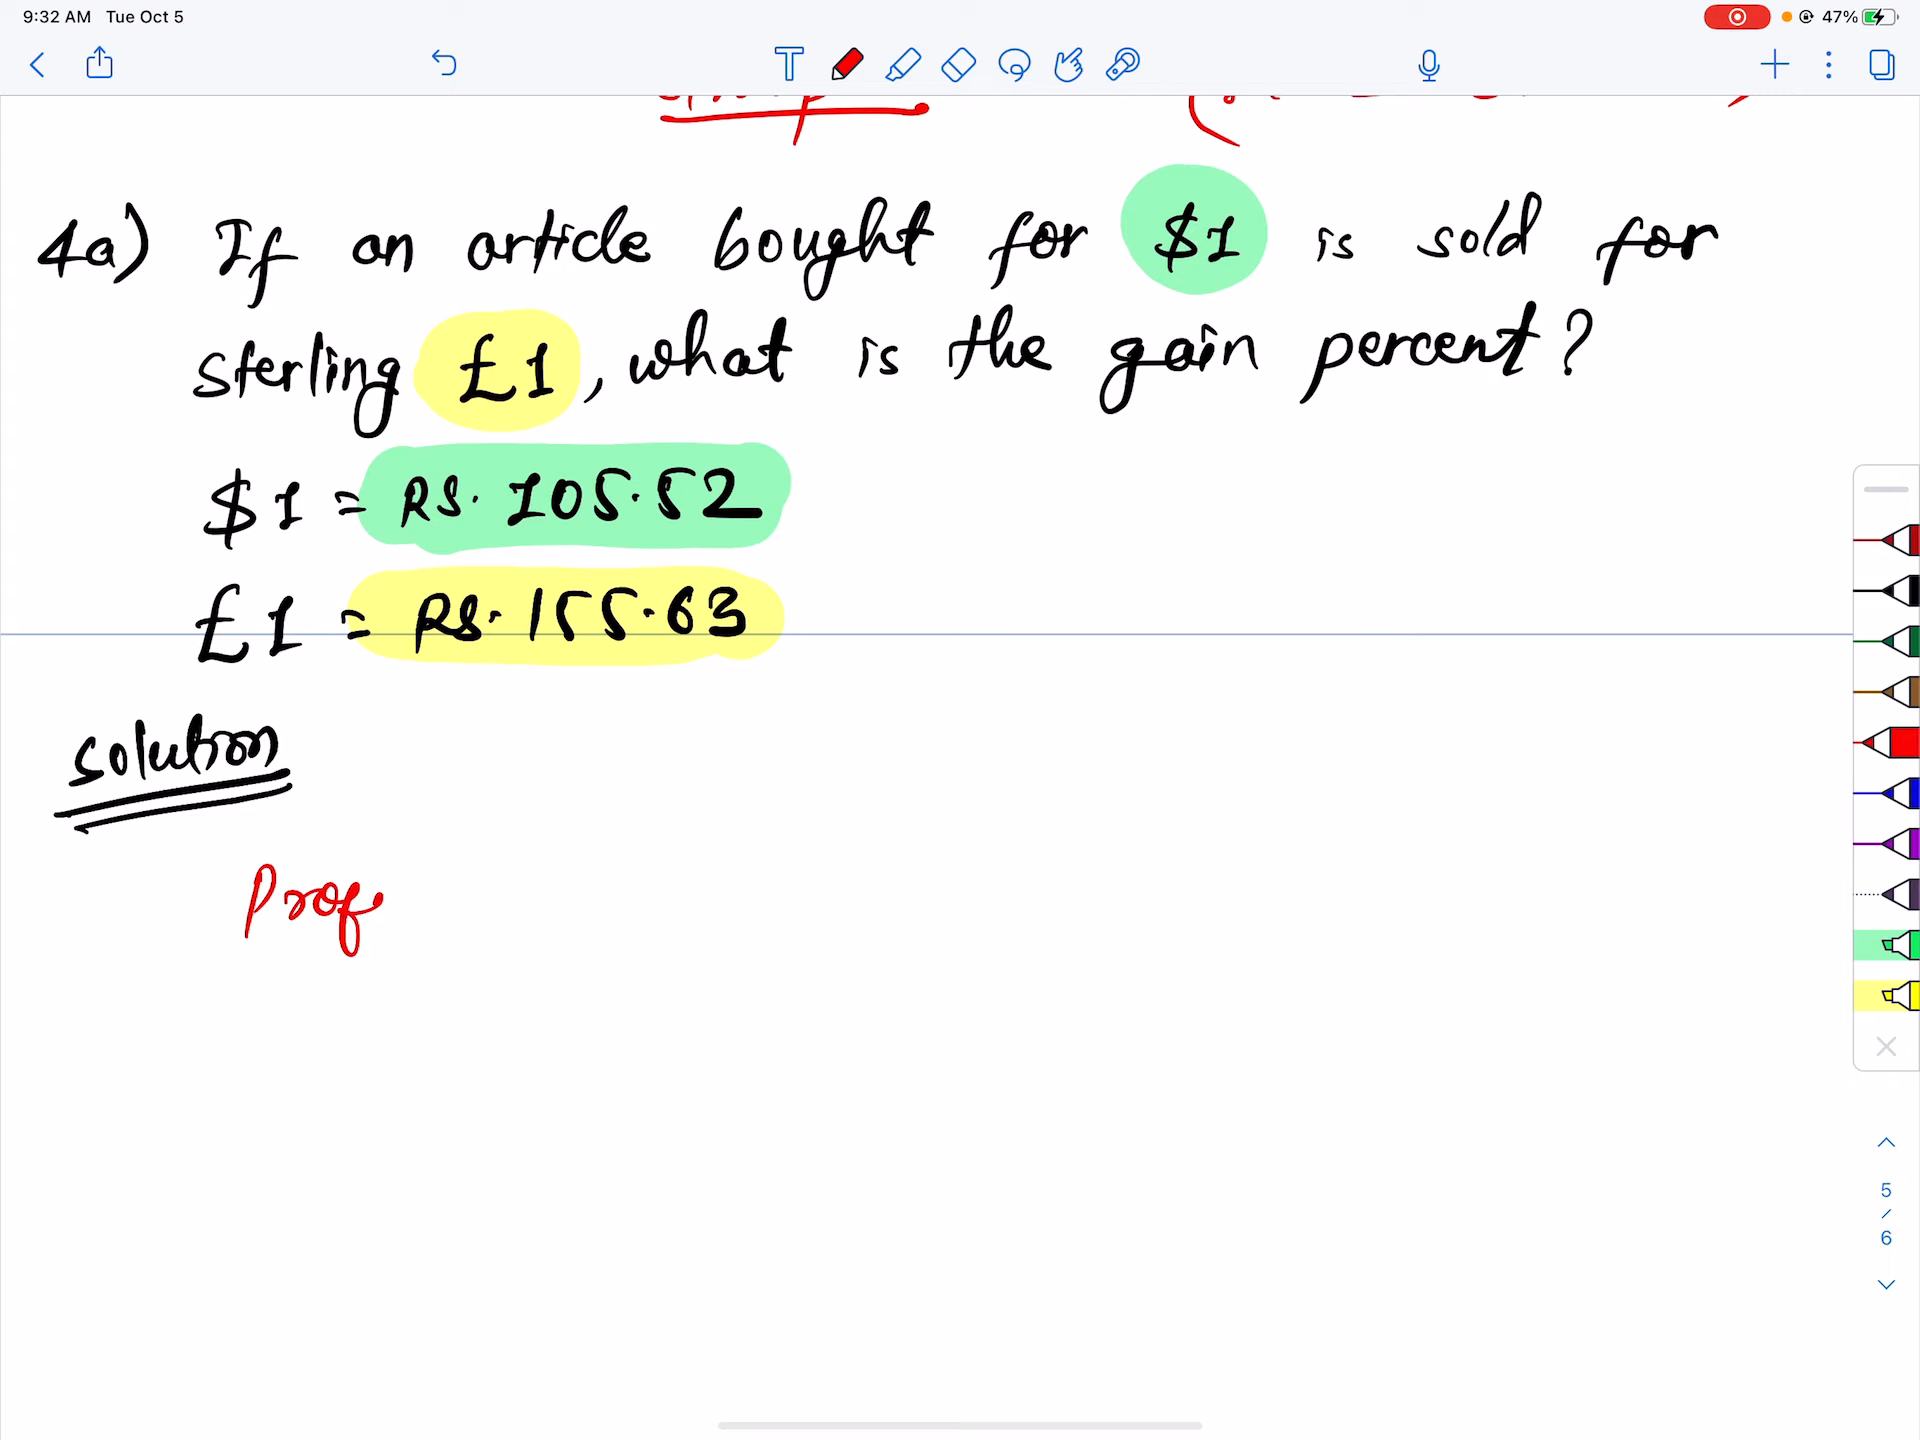 9:32 AM Tue Oct 5
47%
4a) If an article bought for $1 is sold for
sterling £1, what is the gain percent?
$1 = RS. 105.52
£1 = RS. 155.63
solution
Prof
5
/
6